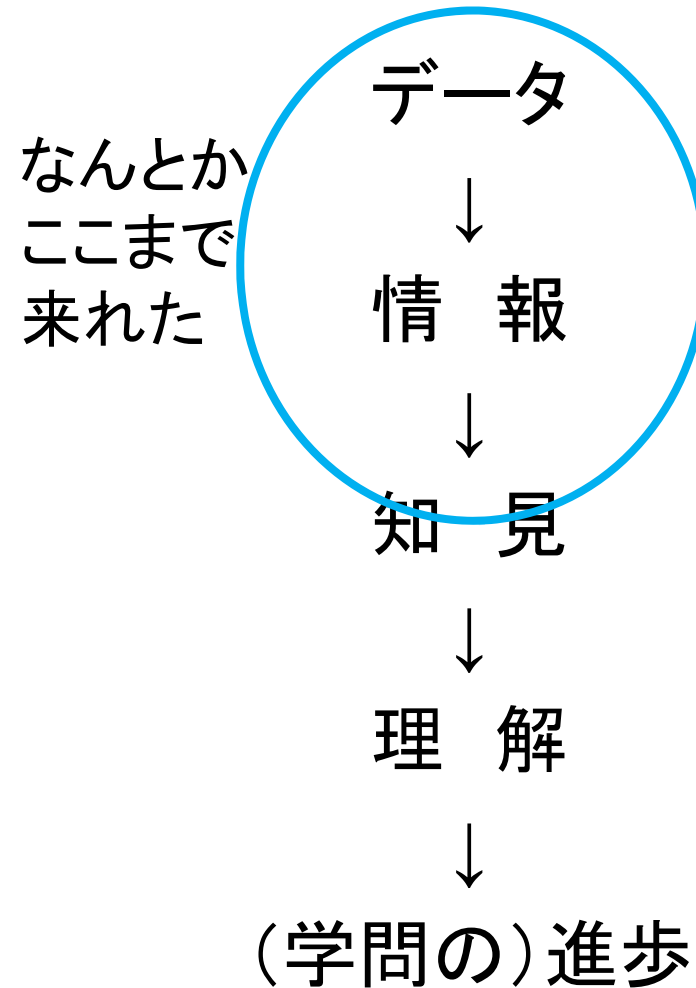 なんとか
ここまで
来れた
データ
↓
情　報
↓
知　見
↓
理　解
↓
（学問の）進歩